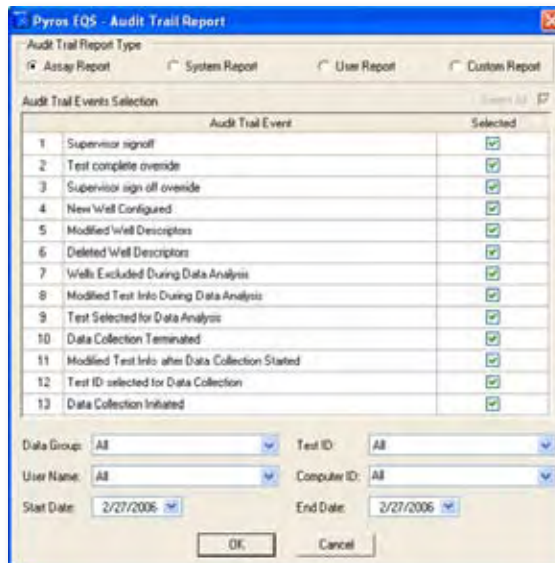 Pyros EQS - Audit Trail Report
Audit Trail Report Type
Assay Report System Report User Report Custom Report
Audit Trail Events Selection Select All
Audit Trail Event Selected
1 Supervisor signoff
2 Test complete override
3 Supervisor sign off override
4 New Well Configured
5 Modified Well Descriptors
6 Deleted Well Descriptors
7 Wells Excluded During Data Analysis
8 Modified Test Info During Data Analysis
9 Test Selected for Data Analysis
10 Data Collection Terminated
11 Modified Test Info after Data Collection Started
12 Test ID selected for Data Collection
13 Data Collection Initiated
Data Group: All Test ID: All
User Name: All Computer ID: All
Start Date: 2/27/2006 End Date: 2/27/2006
OK Cancel